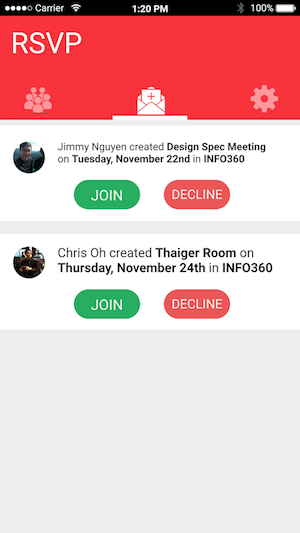 Carrier 1:20 PM 100%
RSVP
Jimmy Nguyen created Design Spec Meeting
on Tuesday, November 22nd in INFO360
JOIN DECLINE
Chris Oh created Thaiger Room on
Thursday, November 24th in INFO360
JOIN DECLINE